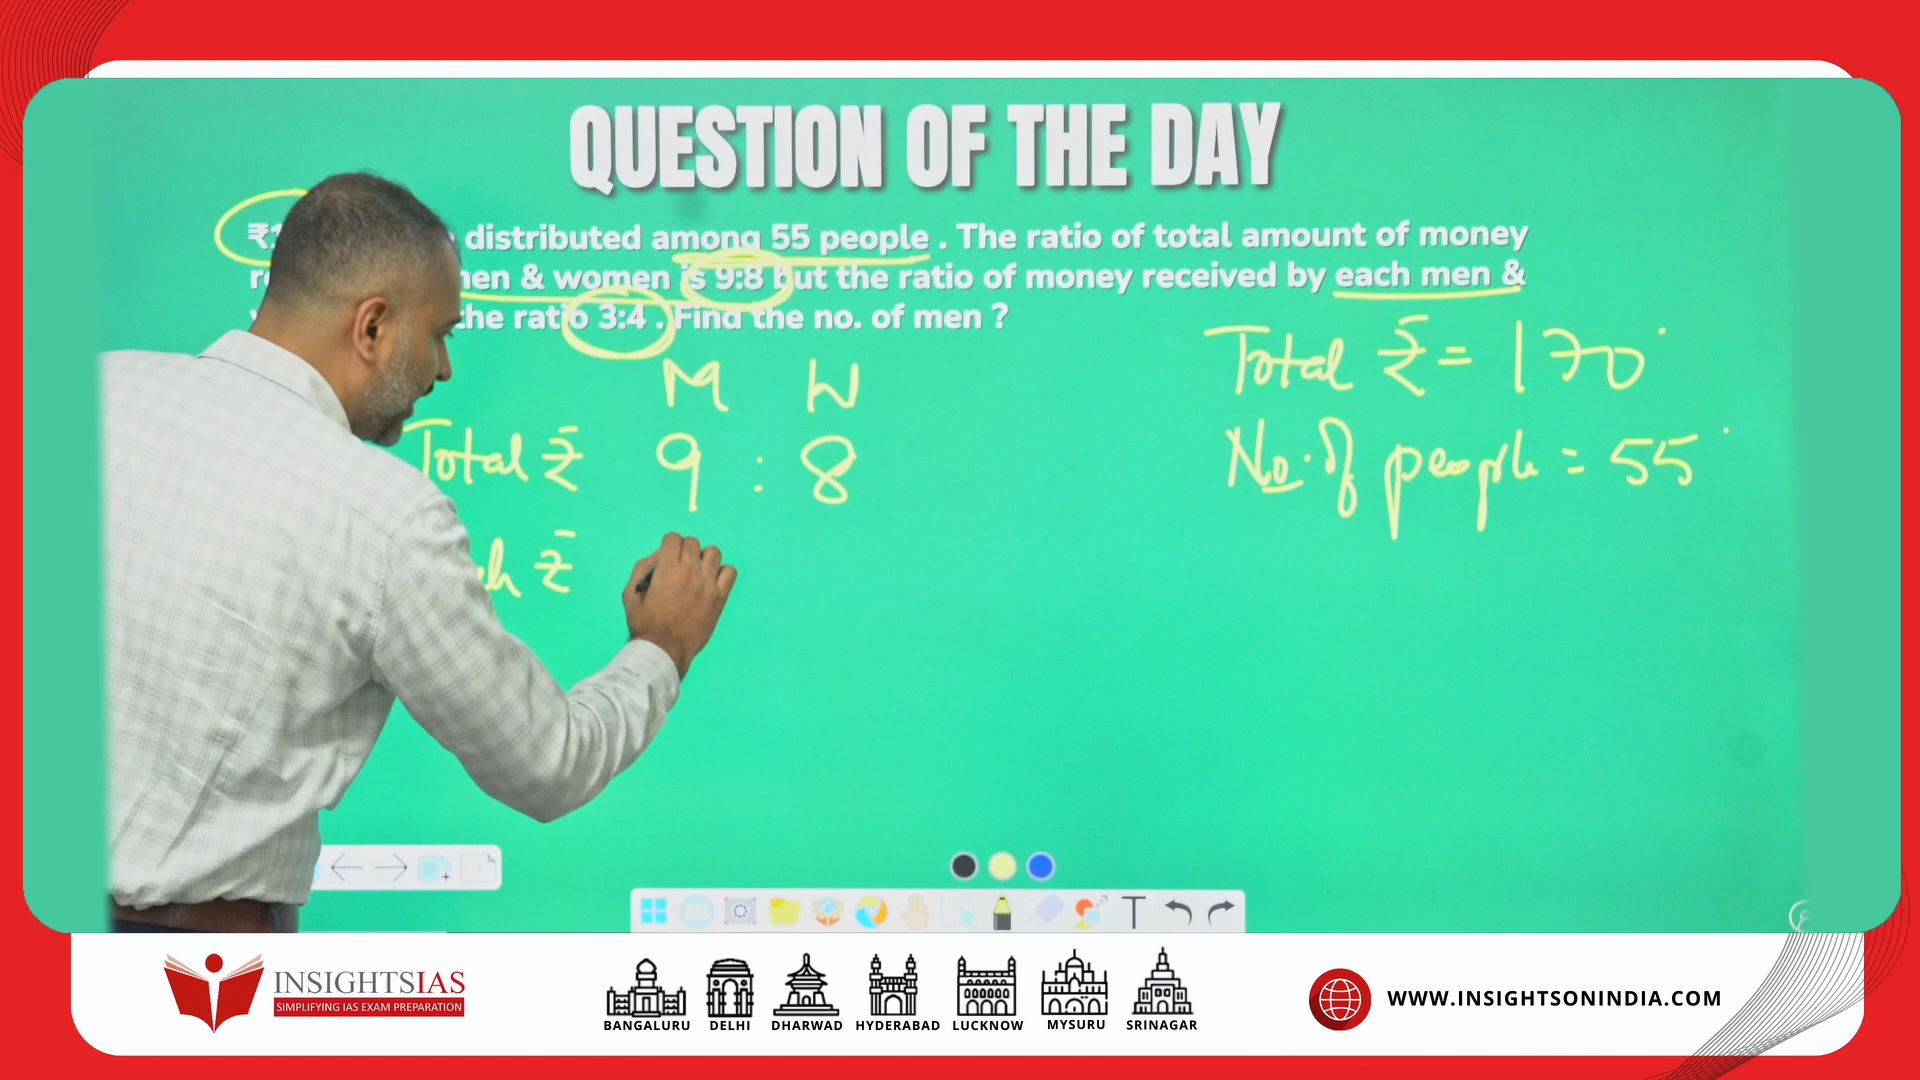 QUESTION OF THE DAY
distributed among 55 people . The ratio of total amount of money
& women is 9:8 but the ratio of money received by each men &
the ratio 3:4 . Find the no. of men ?
M W
Total ₹ 9 : 8
₹
Total ₹ = 170
No. of people = 55
T
INSIGHTSIAS
SIMPLIFYING IAS EXAM PREPARATION
BANGALURU DELHI DHARWAD HYDERABAD LUCKNOW MYSURU SRINAGAR
WWW.INSIGHTSONINDIA.COM